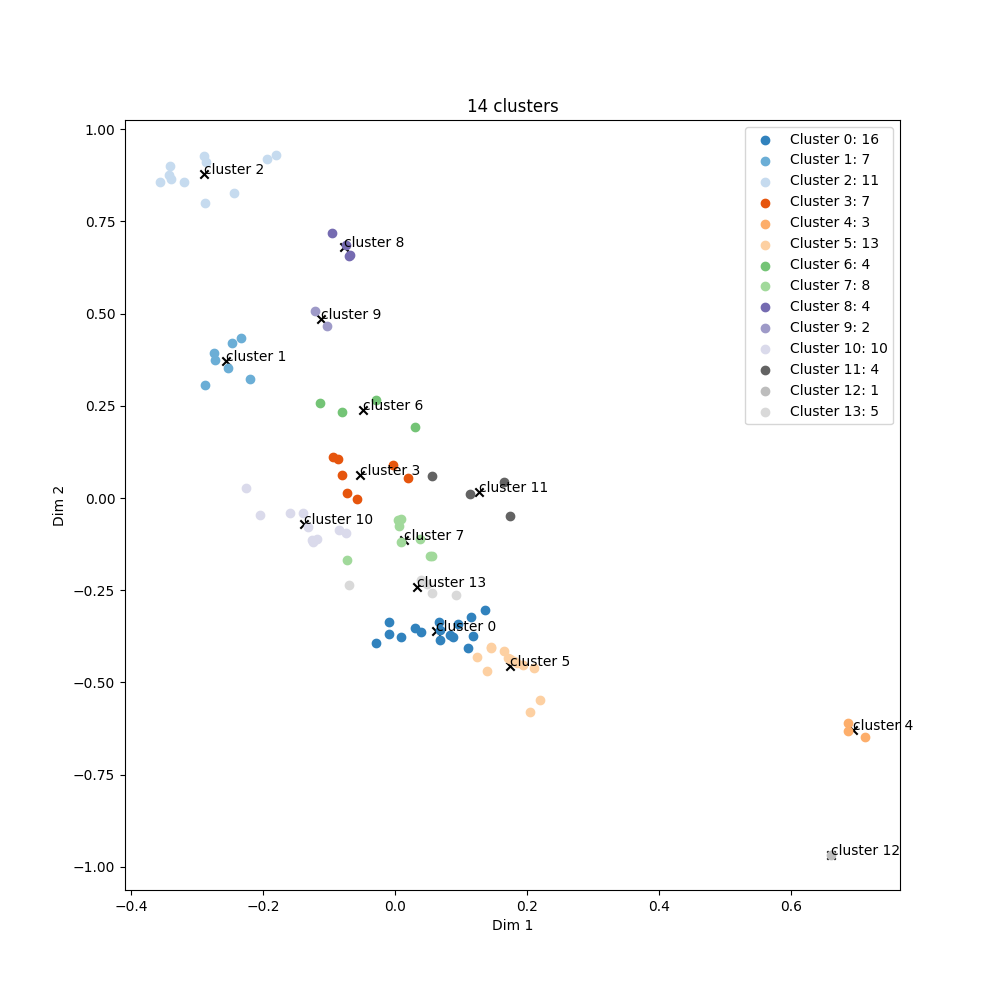 14 clusters
1.00
0.75
0.50
0.25
0.00
−0.25
−0.50
−0.75
−1.00
Dim 2
−0.4
−0.2
0.0
0.2
0.4
0.6
Dim 1
Cluster 0: 16
Cluster 1: 7
Cluster 2: 11
Cluster 3: 7
Cluster 4: 3
Cluster 5: 13
Cluster 6: 4
Cluster 7: 8
Cluster 8: 4
Cluster 9: 2
Cluster 10: 10
Cluster 11: 4
Cluster 12: 1
Cluster 13: 5
cluster 2
cluster 8
cluster 9
cluster 1
cluster 6
cluster 3
cluster 11
cluster 10
cluster 7
cluster 13
cluster 0
cluster 5
cluster 4
cluster 12